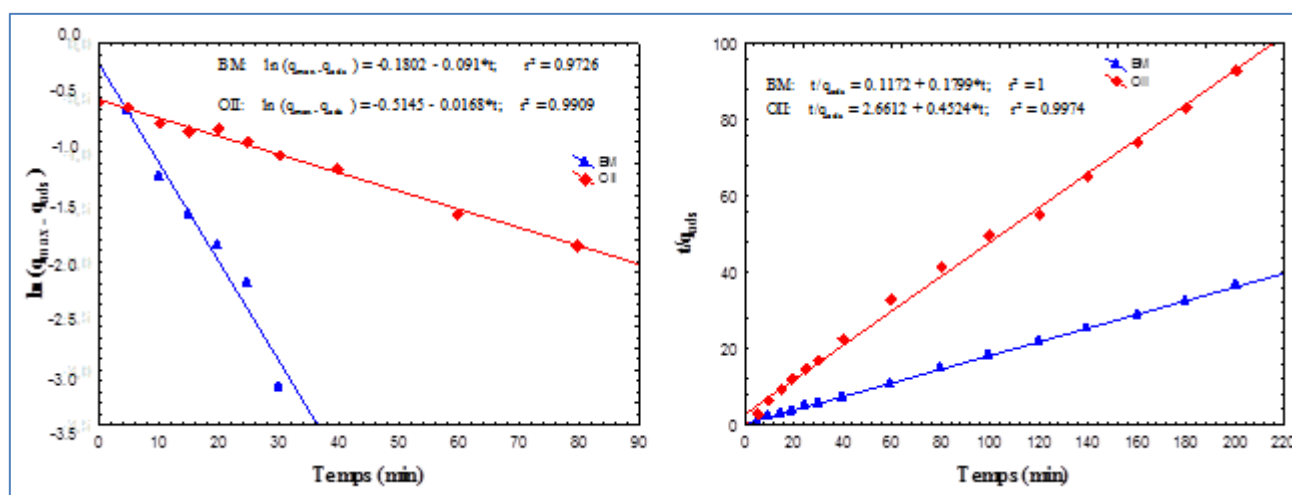 0.0
-0.5
-1.0
-1.5
-2.0
-2.5
-3.0
-3.5
ln (qmax - qads)
BM: ln (qmax - qads) = -0.1802 - 0.091*t; r² = 0.9726
OII: ln (qmax - qads) = -0.5145 - 0.0168*t; r² = 0.9909
BM
OII
0 10 20 30 40 50 60 70 80 90
Temps (min)
100
80
60
40
20
0
t/qads
BM
OII
BM: t/qads = 0.1172 + 0.1799*t; r² = 1
OII: t/qads = 2.6612 + 0.4524*t; r² = 0.9974
0 20 40 60 80 100 120 140 160 180 200 220
Temps (min)